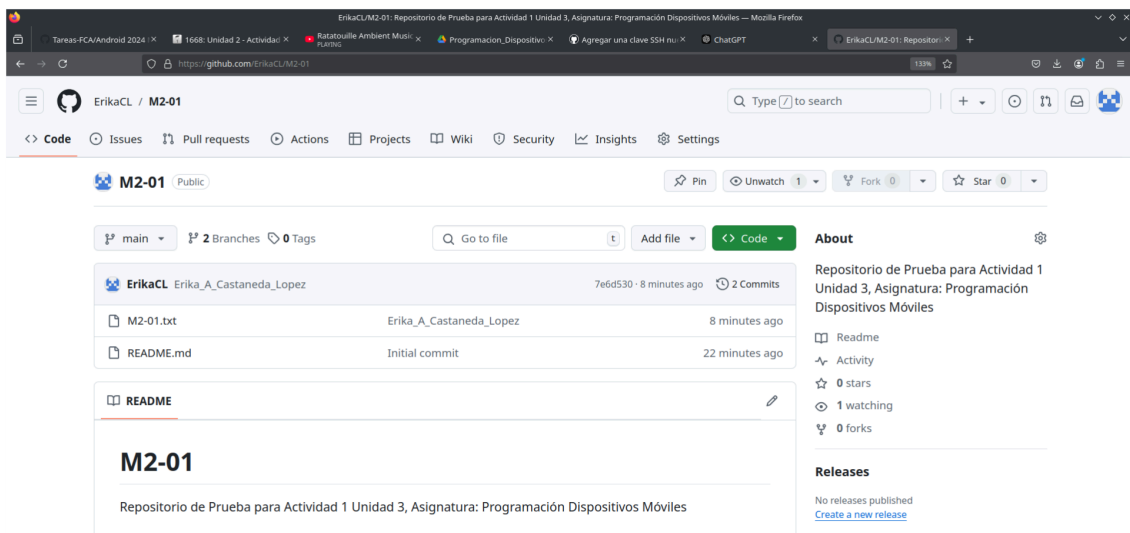 ErikaCL/M2-01: Repositorio de Prueba para Actividad 1 Unidad 3, Asignatura: Programación Dispositivos Móviles — Mozilla Firefox
Tareas-FCA/Android 2024
1668: Unidad 2 - Actividad
Ratatouille Ambient Music
PLAYING
Programacion_Dispositivo
Agregar una clave SSH nu
ChatGPT
ErikaCL/M2-01: Repositori
https://github.com/ErikaCL/M2-01
133%
ErikaCL / M2-01
Type / to search
<> Code
Issues
Pull requests
Actions
Projects
Wiki
Security
Insights
Settings
M2-01 Public
Pin
Unwatch 1
Fork 0
Star 0
main
2 Branches
0 Tags
Go to file
t
Add file
<> Code
ErikaCL Erika_A_Castaneda_Lopez
7e6d530 · 8 minutes ago
2 Commits
M2-01.txt
Erika_A_Castaneda_Lopez
8 minutes ago
README.md
Initial commit
22 minutes ago
README
M2-01
Repositorio de Prueba para Actividad 1 Unidad 3, Asignatura: Programación Dispositivos Móviles
About
Repositorio de Prueba para Actividad 1
Unidad 3, Asignatura: Programación
Dispositivos Móviles
Readme
Activity
0 stars
1 watching
0 forks
Releases
No releases published
Create a new release